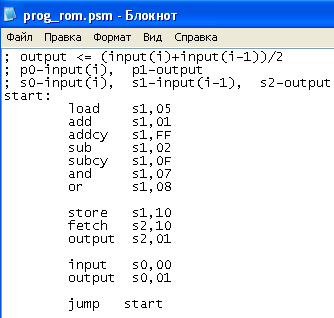 prog_rom.psm - Блокнот
Файл Правка Формат Вид Справка
; output <= (input(i)+input(i-1))/2
; p0-input(i), p1-output
; s0-input(i), s1-input(i-1), s2-output
start:
load s1,05
add s1,01
addcy s1,FF
sub s1,02
subcy s1,0F
and s1,07
or s1,08
store s1,10
fetch s2,10
output s2,01
input s0,00
output s0,01
jump start